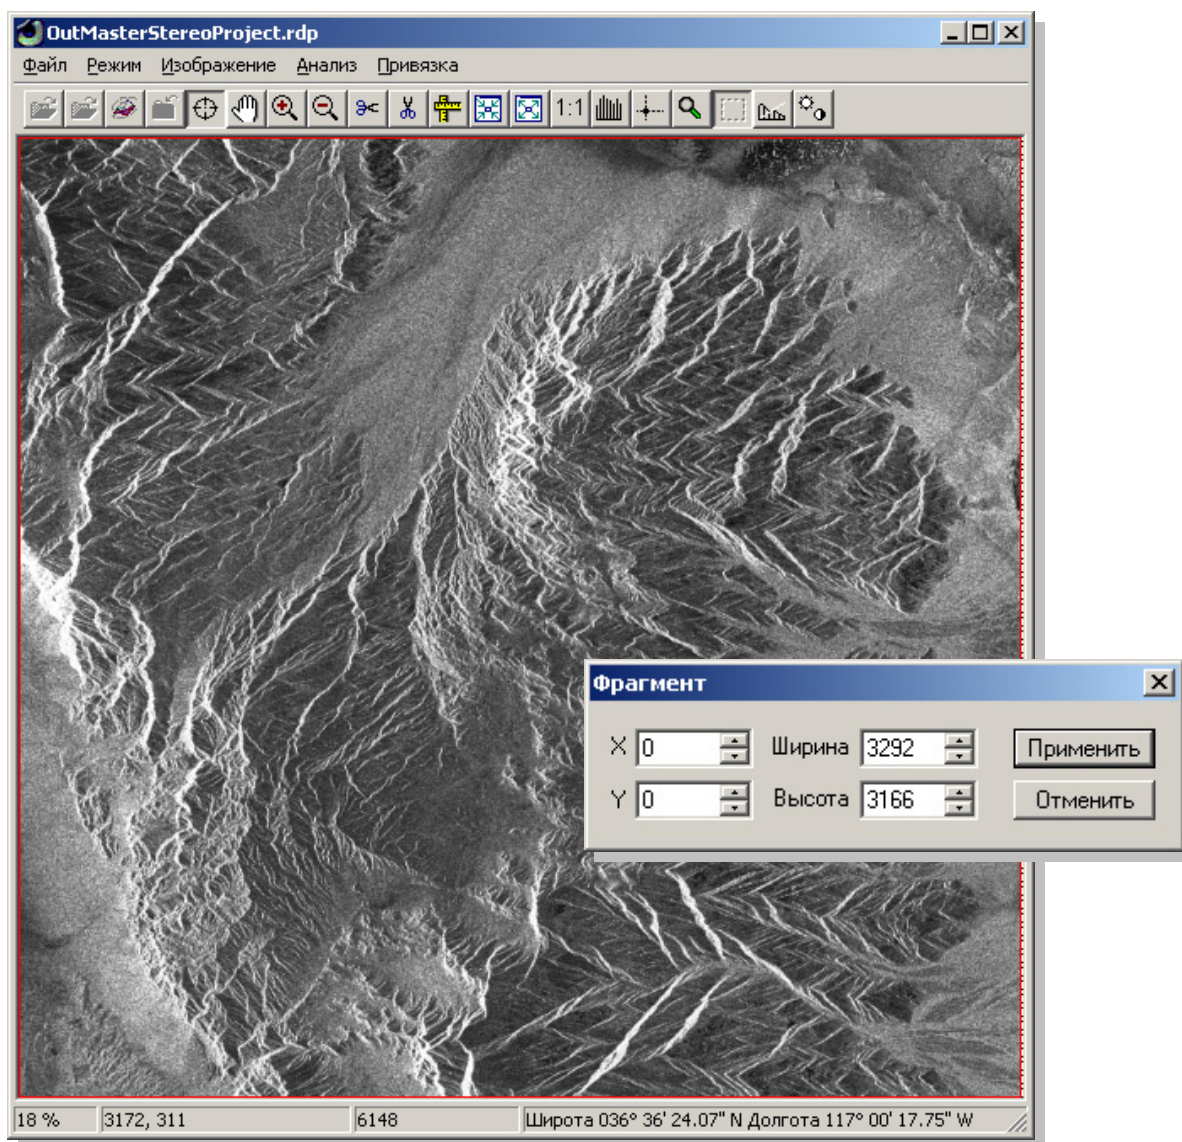 OutMasterStereoProject.rdp
Файл Режим Изображение Анализ Привязка
1:1
Фрагмент
X 0 Ширина 3292 Применить
Y 0 Высота 3166 Отменить
18 % 3172, 311 6148 Широта 036° 36' 24.07" N Долгота 117° 00' 17.75" W